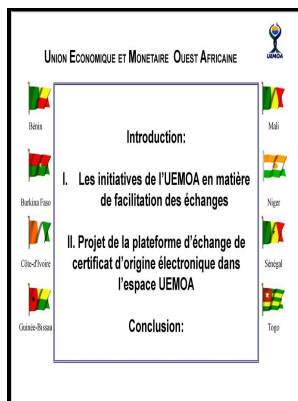 UEMOA
UNION ECONOMIQUE ET MONETAIRE OUEST AFRICAINE
Bénin
Mali
Introduction:
I. Les initiatives de l'UEMOA en matière
de facilitation des échanges
Burkina Faso
Niger
II. Projet de la plateforme d'échange de
certificat d'origine électronique dans
l'espace UEMOA
Côte-d'Ivoire
Sénégal
Conclusion:
Guinée-Bissau
Togo